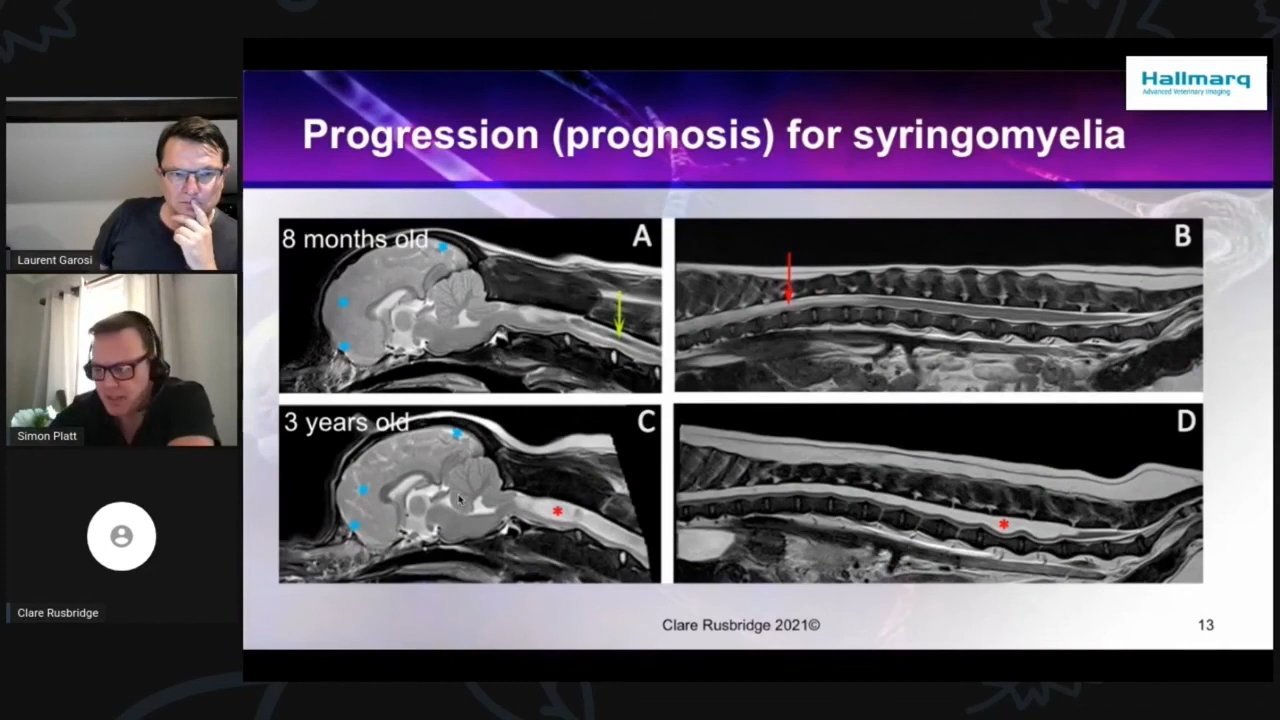 Hallmarq
Advanced Veterinary Imaging
Progression (prognosis) for syringomyelia
8 months old
A
B
3 years old
C
D
Laurent Garosi
Simon Platt
Clare Rusbridge
Clare Rusbridge 2021©
13